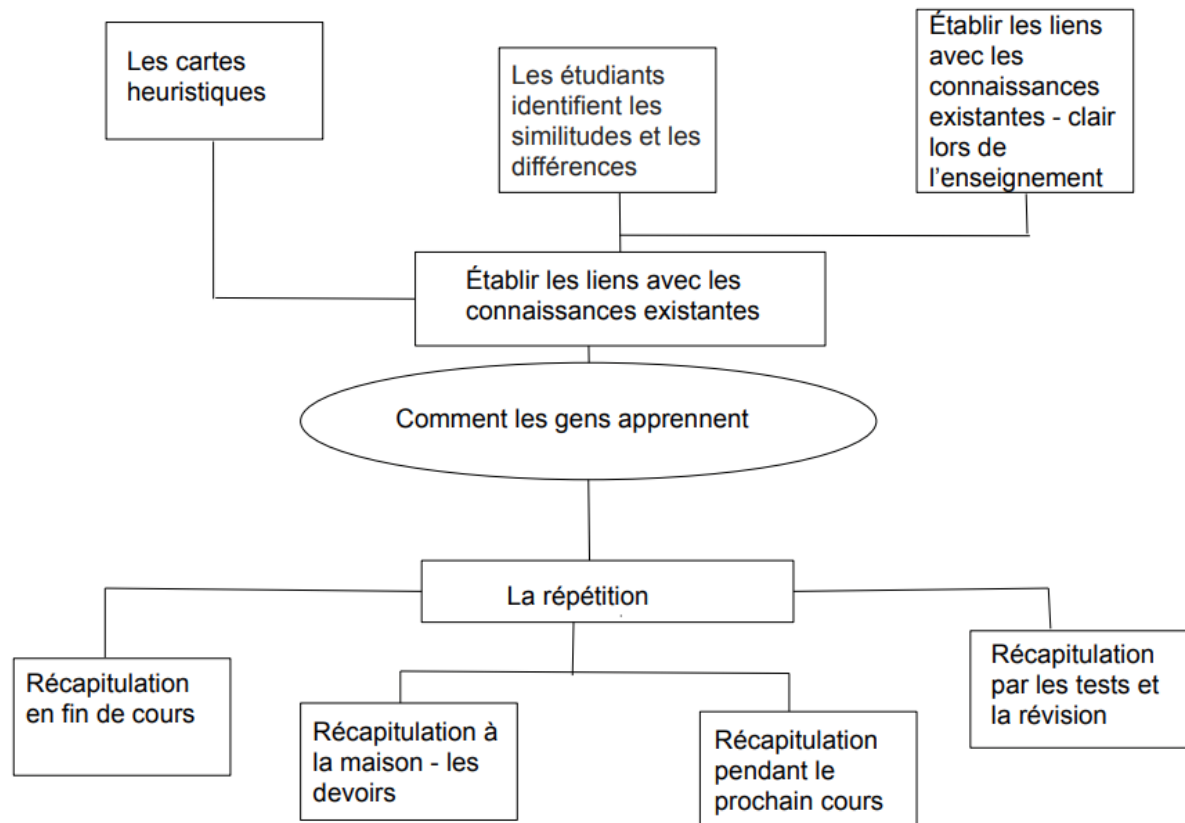 Les cartes
heuristiques
Les étudiants
identifient les
similitudes et les
différences
Établir les liens
avec les
connaissances
existantes - clair
lors de
l’enseignement
Établir les liens avec les
connaissances existantes
Comment les gens apprennent
La répétition
Récapitulation
en fin de cours
Récapitulation à
la maison - les
devoirs
Récapitulation
pendant le
prochain cours
Récapitulation
par les tests et
la révision